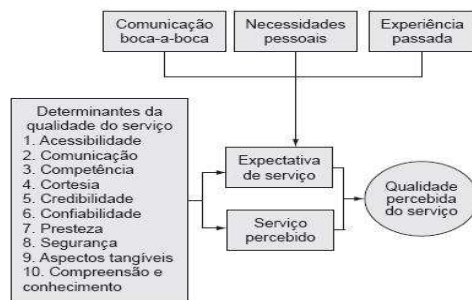 Comunicação
boca-a-boca
Necessidades
pessoais
Experiência
passada
Determinantes da
qualidade do serviço
1. Acessibilidade
2. Comunicação
3. Competência
4. Cortesia
5. Credibilidade
6. Confiabilidade
7. Presteza
8. Segurança
9. Aspectos tangíveis
10. Compreensão e
conhecimento
Expectativa
de serviço
Serviço
percebido
Qualidade
percebida
do serviço